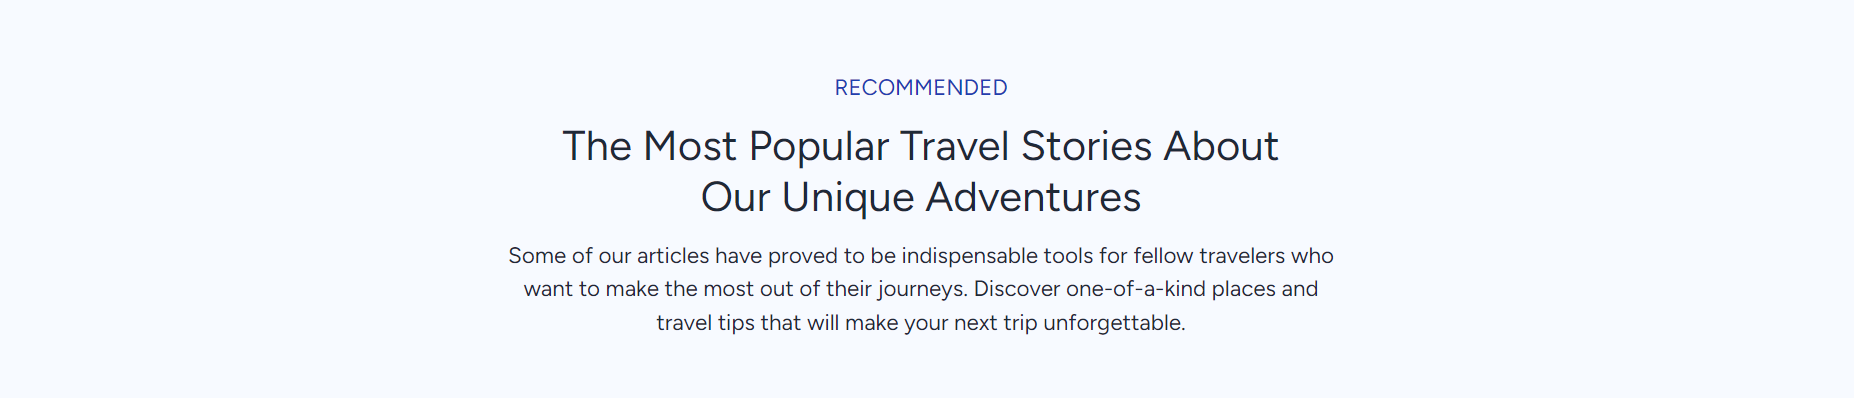 RECOMMENDED
The Most Popular Travel Stories About
Our Unique Adventures
Some of our articles have proved to be indispensable tools for fellow travelers who
want to make the most out of their journeys. Discover one-of-a-kind places and
travel tips that will make your next trip unforgettable.